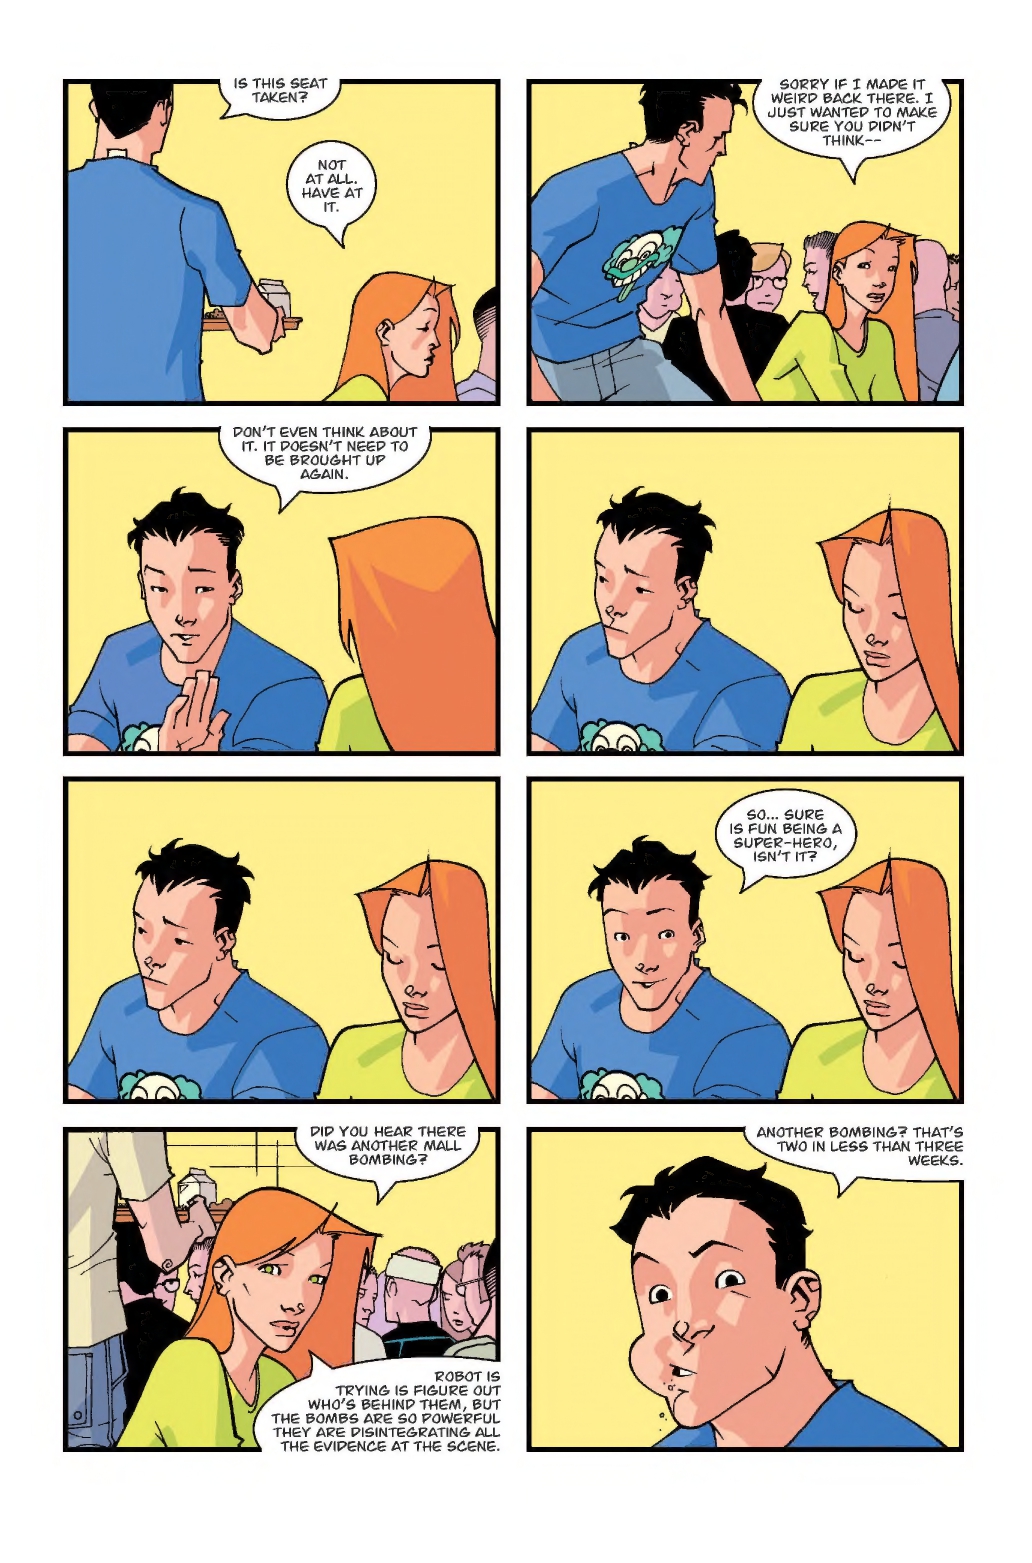 IS THIS SEAT
TAKEN?
NOT
AT ALL.
HAVE AT
IT.
SORRY IF I MADE IT
WEIRD BACK THERE. I
JUST WANTED TO MAKE
SURE YOU DIDN'T
THINK--
DON'T EVEN THINK ABOUT
IT. IT DOESN'T NEED TO
BE BROUGHT UP
AGAIN.
SO... SURE
IS FUN BEING A
SUPER-HERO,
ISN'T IT?
DID YOU HEAR THERE
WAS ANOTHER MALL
BOMBING?
ROBOT IS
TRYING IS FIGURE OUT
WHO'S BEHIND THEM, BUT
THE BOMBS ARE SO POWERFUL
THEY ARE DISINTEGRATING ALL
THE EVIDENCE AT THE SCENE.
ANOTHER BOMBING? THAT'S
TWO IN LESS THAN THREE
WEEKS.